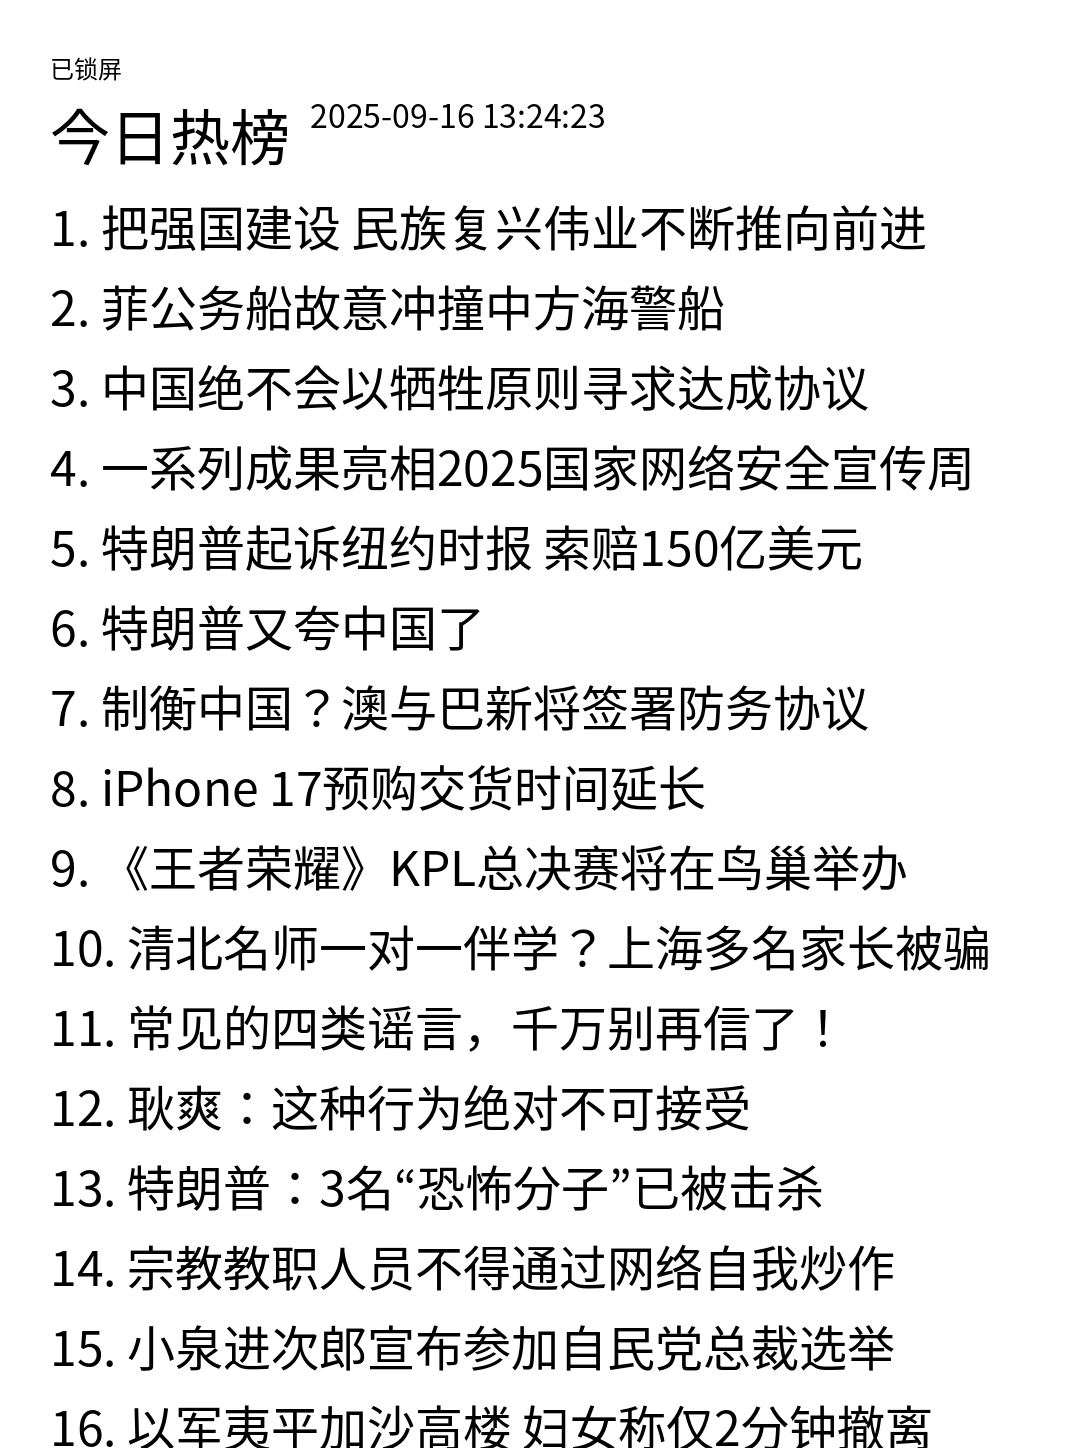 已锁屏
今日热榜 2025-09-16 13:24:23
1. 把强国建设 民族复兴伟业不断推向前进
2. 菲公务船故意冲撞中方海警船
3. 中国绝不会以牺牲原则寻求达成协议
4. 一系列成果亮相2025国家网络安全宣传周
5. 特朗普起诉纽约时报 索赔150亿美元
6. 特朗普又夸中国了
7. 制衡中国？澳与巴新将签署防务协议
8. iPhone 17预购交货时间延长
9. 《王者荣耀》KPL总决赛将在鸟巢举办
10. 清北名师一对一伴学？上海多名家长被骗
11. 常见的四类谣言，千万别再信了！
12. 耿爽：这种行为绝对不可接受
13. 特朗普：3名“恐怖分子”已被击杀
14. 宗教教职人员不得通过网络自我炒作
15. 小泉进次郎宣布参加自民党总裁选举
16. 以军夷平加沙高楼 妇女称仅2分钟撤离